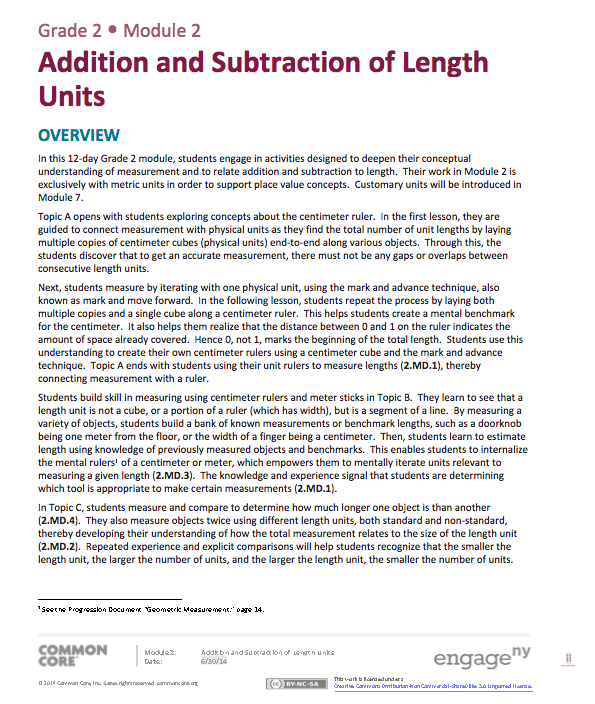 Grade 2 • Module 2
Addition and Subtraction of Length
Units
OVERVIEW
In this 12-day Grade 2 module, students engage in activities designed to deepen their conceptual
understanding of measurement and to relate addition and subtraction to length. Their work in Module 2 is
exclusively with metric units in order to support place value concepts. Customary units will be introduced in
Module 7.
Topic A opens with students exploring concepts about the centimeter ruler. In the first lesson, they are
guided to connect measurement with physical units as they find the total number of unit lengths by laying
multiple copies of centimeter cubes (physical units) end-to-end along various objects. Through this, the
students discover that to get an accurate measurement, there must not be any gaps or overlaps between
consecutive length units.
Next, students measure by iterating with one physical unit, using the mark and advance technique, also
known as mark and move forward. In the following lesson, students repeat the process by laying both
multiple copies and a single cube along a centimeter ruler. This helps students create a mental benchmark
for the centimeter. It also helps them realize that the distance between 0 and 1 on the ruler indicates the
amount of space already covered. Hence 0, not 1, marks the beginning of the total length. Students use this
understanding to create their own centimeter rulers using a centimeter cube and the mark and advance
technique. Topic A ends with students using their unit rulers to measure lengths (2.MD.1), thereby
connecting measurement with a ruler.
Students build skill in measuring using centimeter rulers and meter sticks in Topic B. They learn to see that a
length unit is not a cube, or a portion of a ruler (which has width), but is a segment of a line. By measuring a
variety of objects, students build a bank of known measurements or benchmark lengths, such as a doorknob
being one meter from the floor, or the width of a finger being a centimeter. Then, students learn to estimate
length using knowledge of previously measured objects and benchmarks. This enables students to internalize
the mental rulers¹ of a centimeter or meter, which empowers them to mentally iterate units relevant to
measuring a given length (2.MD.3). The knowledge and experience signal that students are determining
which tool is appropriate to make certain measurements (2.MD.1).
In Topic C, students measure and compare to determine how much longer one object is than another
(2.MD.4). They also measure objects twice using different length units, both standard and non-standard,
thereby developing their understanding of how the total measurement relates to the size of the length unit
(2.MD.2). Repeated experience and explicit comparisons will help students recognize that the smaller the
length unit, the larger the number of units, and the larger the length unit, the smaller the number of units.
¹ See the Progression Document "Geometric Measurement," page 14.
COMMON
CORE
Module 2:
Date:
Addition and Subtraction of Length Units
6/30/14
engageny
ii
© 2014 Common Core, Inc. Some rights reserved. commoncore.org
CC BY-NC-SA
This work is licensed under a
Creative Commons Attribution-NonCommercial-ShareAlike 3.0 Unported License.